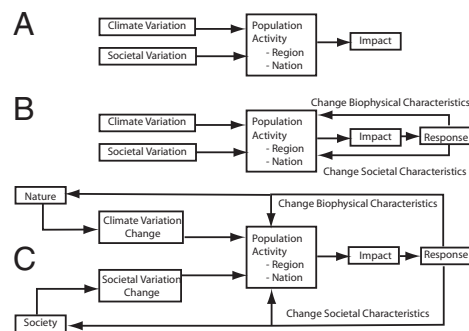 A
Climate Variation
Societal Variation
Population
Activity
- Region
- Nation
Impact
B
Change Biophysical Characteristics
Climate Variation
Societal Variation
Population
Activity
- Region
- Nation
Impact
Response
Change Societal Characteristics
Nature
Change Biophysical Characteristics
Climate Variation
Change
C
Population
Activity
- Region
- Nation
Impact
Response
Societal Variation
Change
Change Societal Characteristics
Society